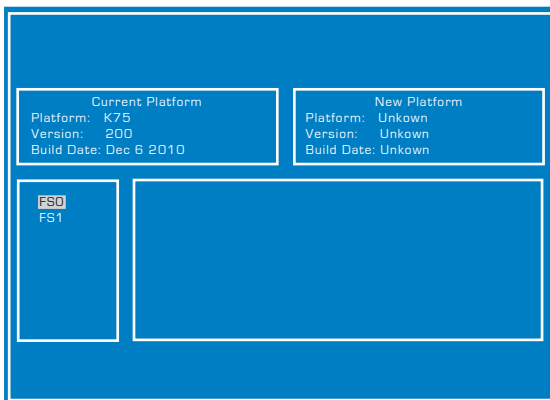 Current Platform
Platform: K75
Version: 200
Build Date: Dec 6 2010
New Platform
Platform: Unkown
Version: Unkown
Build Date: Unkown
FS0
FS1